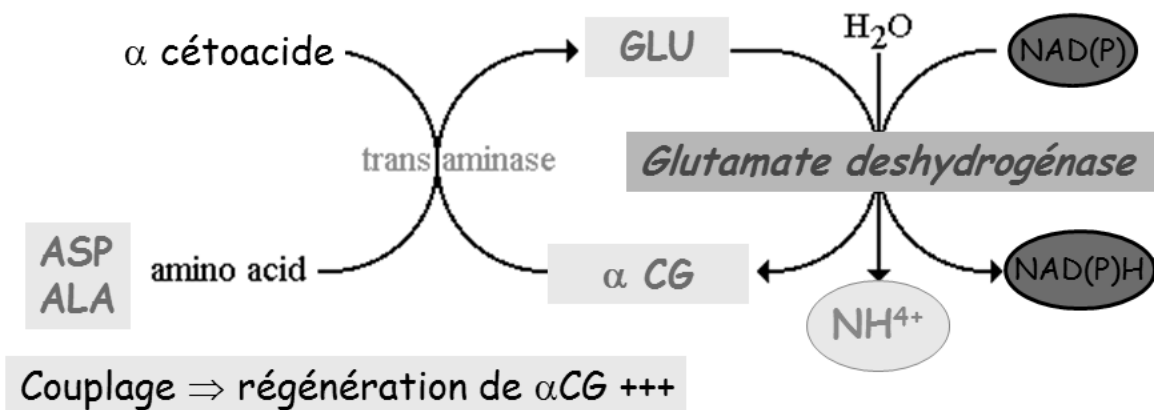 α cétoacide
GLU
H₂O
NAD(P)
trans aminase
Glutamate deshydrogénase
ASP
ALA
amino acid
α CG
NAD(P)H
NH⁴⁺
Couplage ⇒ régénération de αCG +++